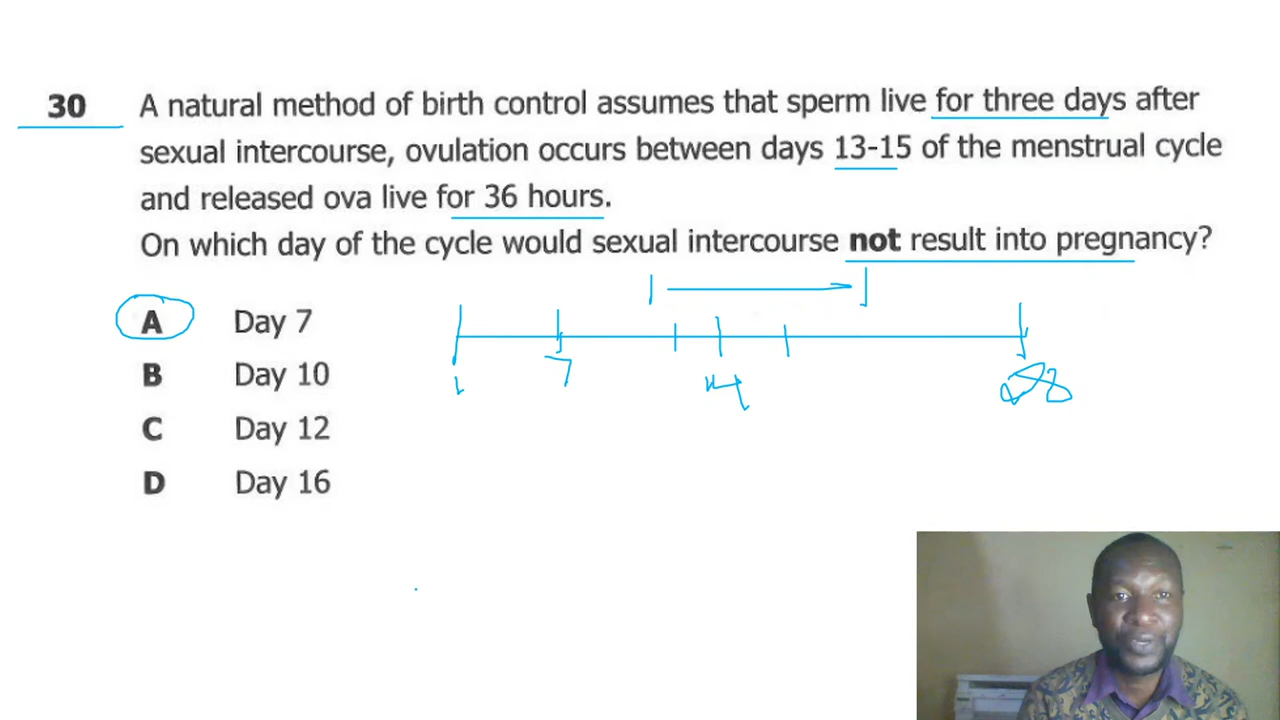 30 A natural method of birth control assumes that sperm live for three days after
sexual intercourse, ovulation occurs between days 13-15 of the menstrual cycle
and released ova live for 36 hours.
On which day of the cycle would sexual intercourse not result into pregnancy?
A Day 7
B Day 10
C Day 12
D Day 16
1 7 14 28